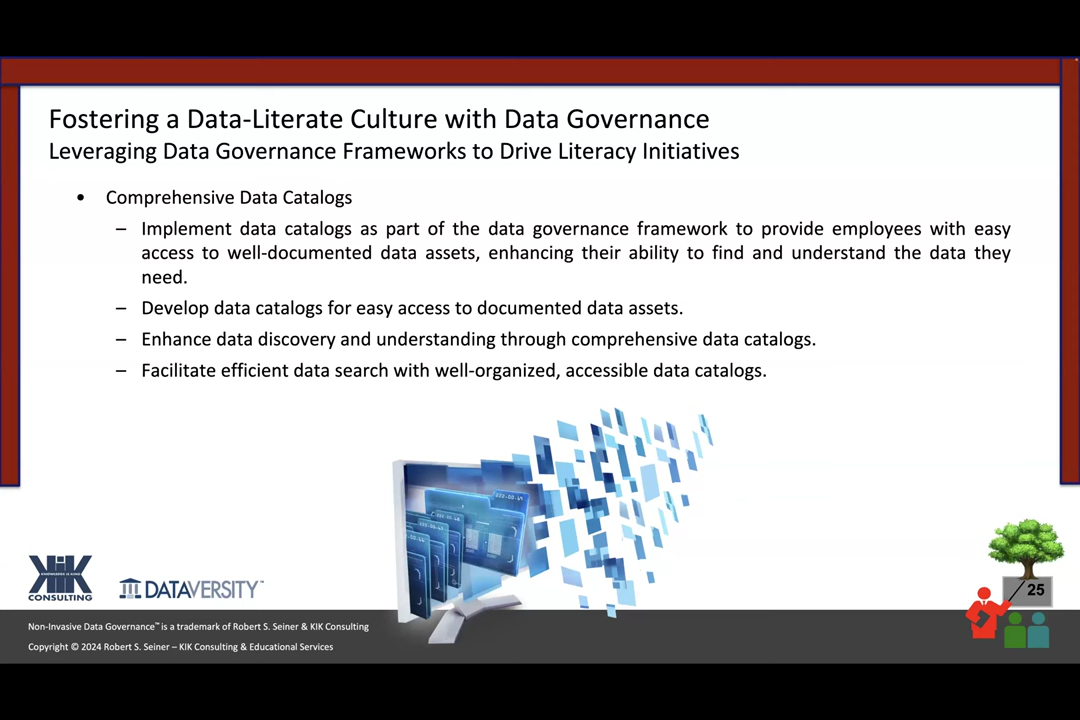 Fostering a Data-Literate Culture with Data Governance
Leveraging Data Governance Frameworks to Drive Literacy Initiatives
• Comprehensive Data Catalogs
– Implement data catalogs as part of the data governance framework to provide employees with easy
access to well-documented data assets, enhancing their ability to find and understand the data they
need.
– Develop data catalogs for easy access to documented data assets.
– Enhance data discovery and understanding through comprehensive data catalogs.
– Facilitate efficient data search with well-organized, accessible data catalogs.
KIK
CONSULTING
DATAVERSITY™
25
Non-Invasive Data Governance™ is a trademark of Robert S. Seiner & KIK Consulting
Copyright © 2024 Robert S. Seiner – KIK Consulting & Educational Services